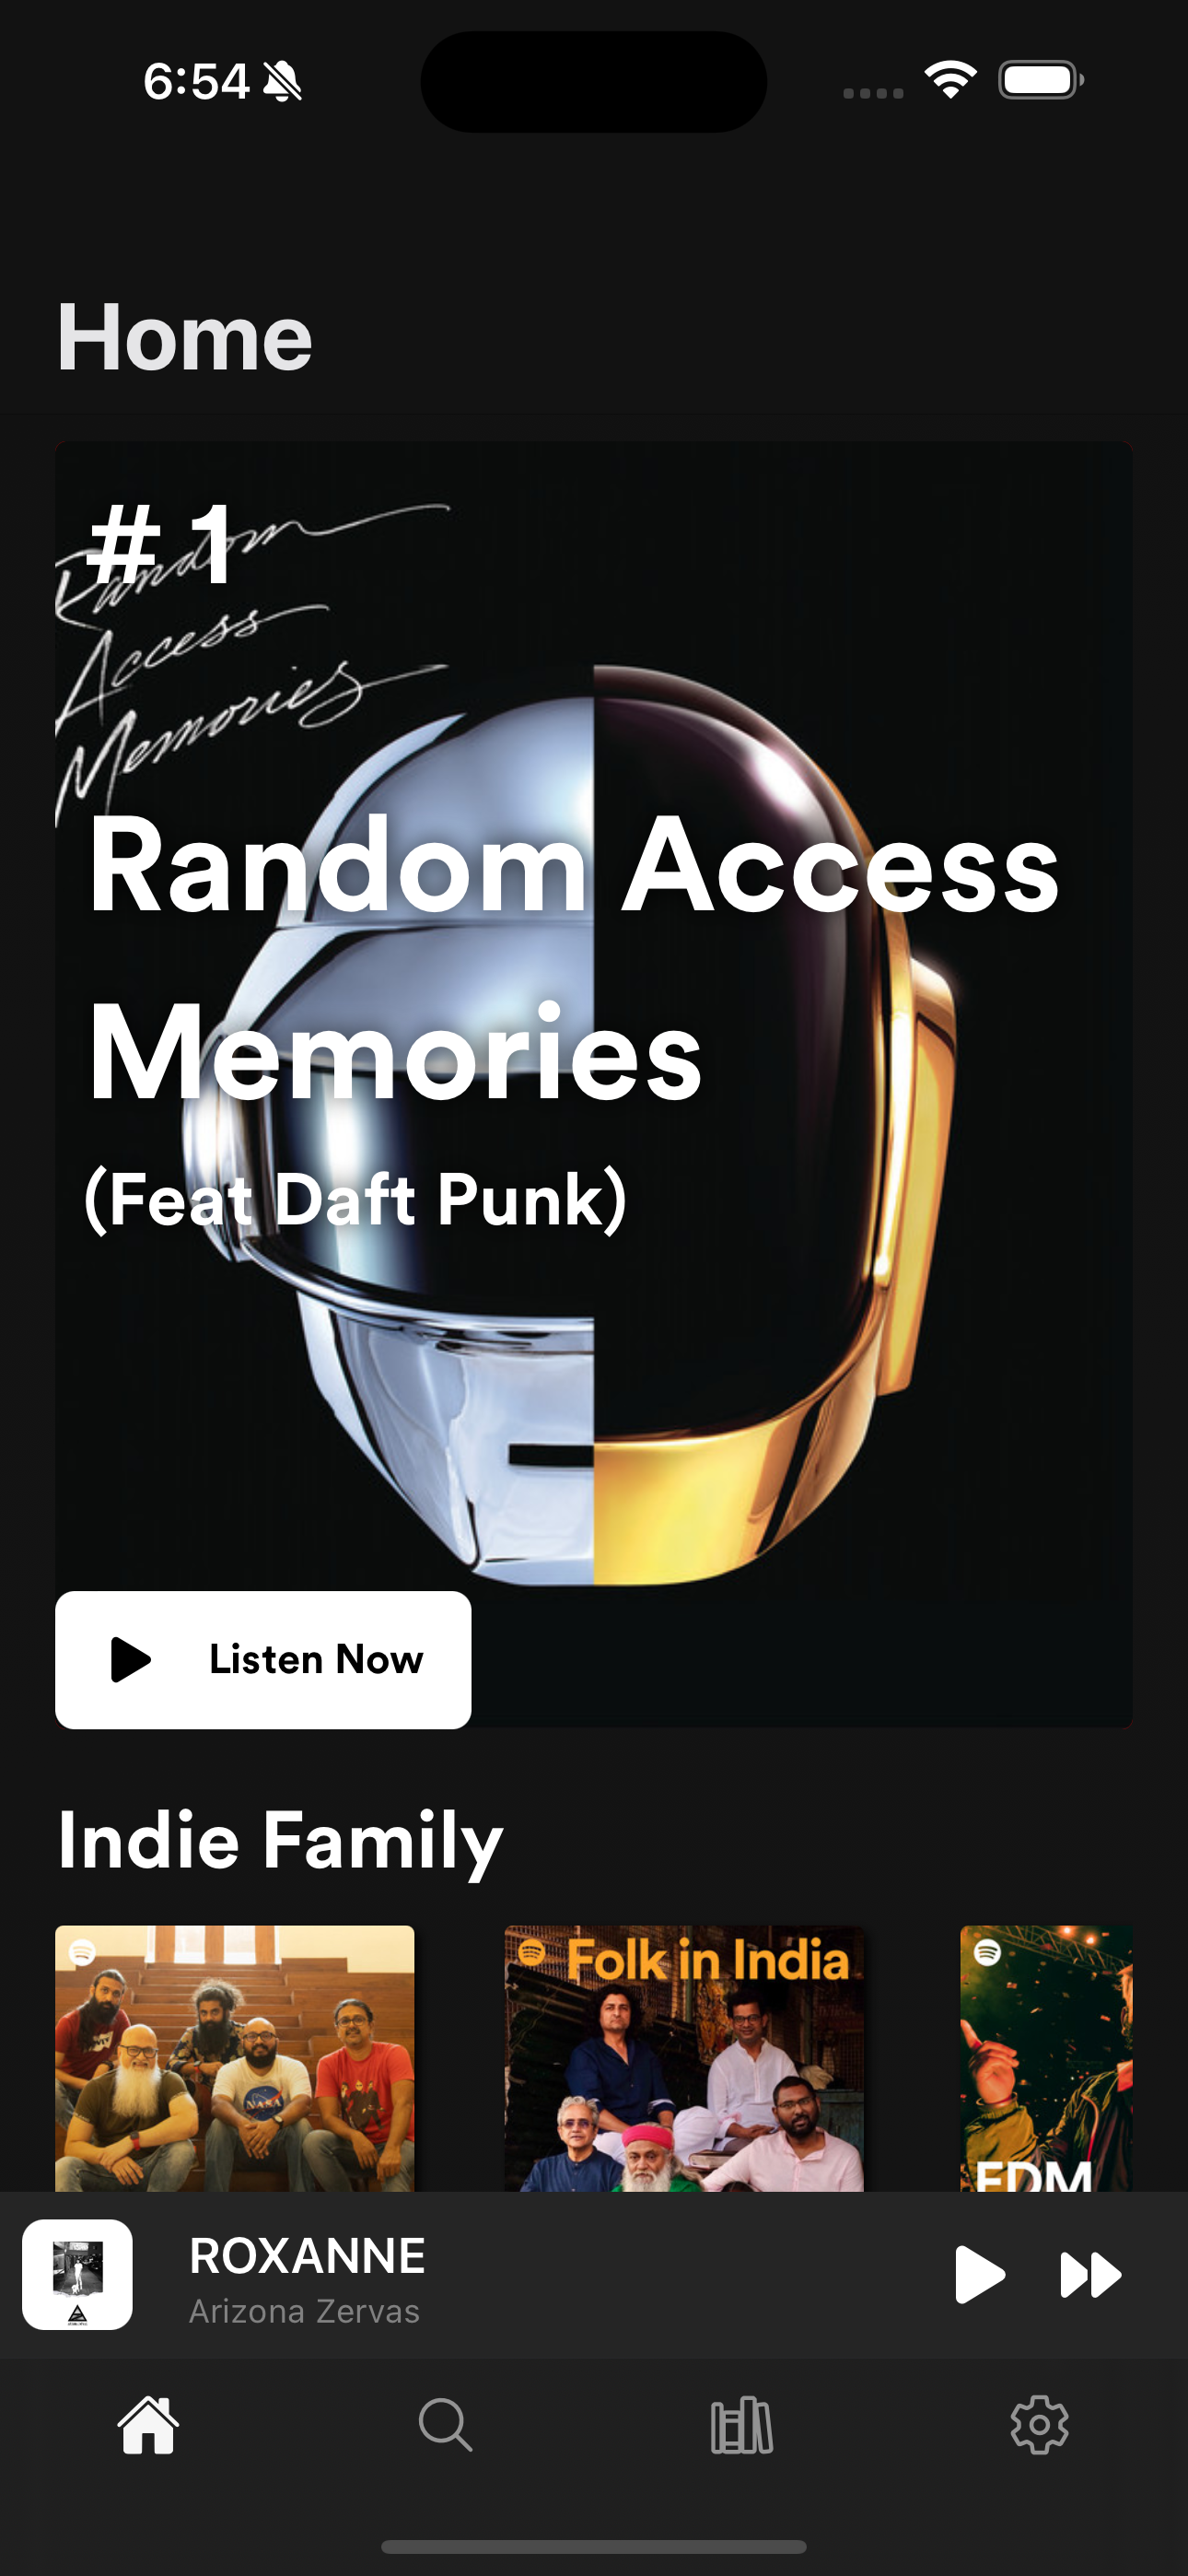 6:54
Home
# 1
Random
Access
Memories
Random Access
Memories
(Feat Daft Punk)
Listen Now
Indie Family
Folk in India
NASA
EDM
ROXANNE
Arizona Zervas